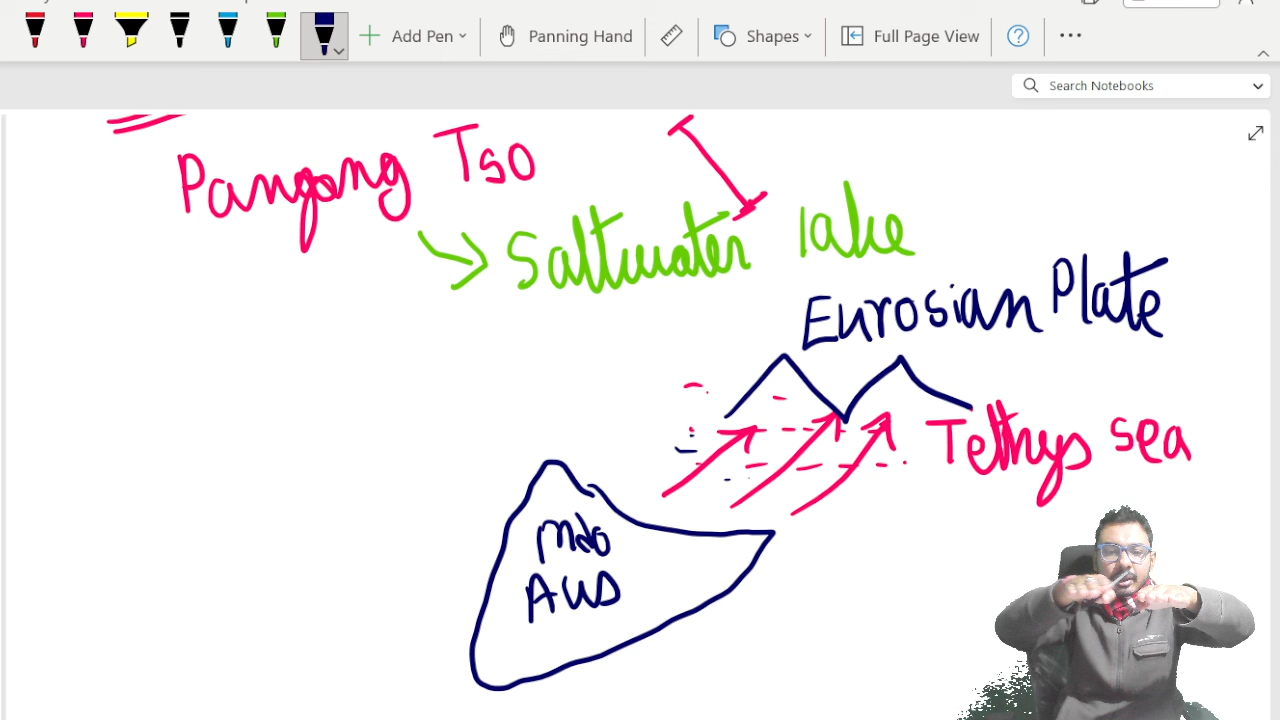 Add Pen
Panning Hand
Shapes
Full Page View
Search Notebooks
Pangong Tso
Saltwater lake
Eurosian Plate
Tethys sea
Indo
AUS